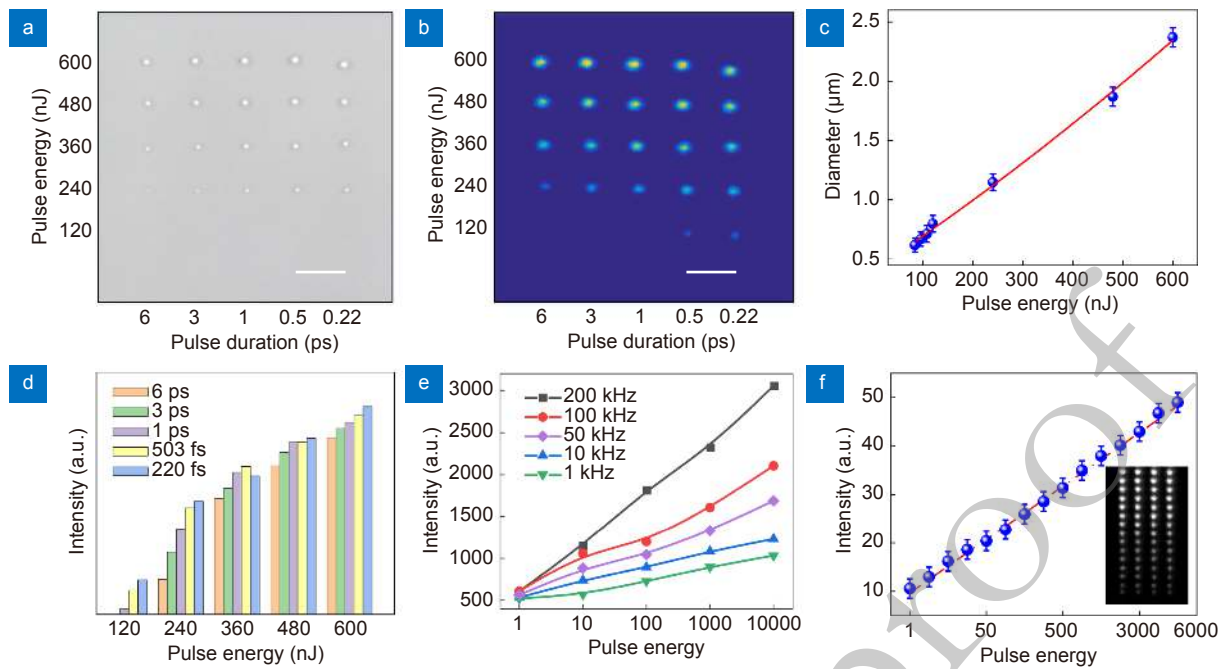 a
600
480
360
240
120
Pulse energy (nJ)
6 3 1 0.5 0.22
Pulse duration (ps)
b
600
480
360
240
120
Pulse energy (nJ)
6 3 1 0.5 0.22
Pulse duration (ps)
c
2.5
2.0
1.5
1.0
0.5
Diameter (μm)
100 200 300 400 500 600
Pulse energy (nJ)
d
6 ps
3 ps
1 ps
503 fs
220 fs
Intensity (a.u.)
120 240 360 480 600
Pulse energy (nJ)
e
3000
2500
2000
1500
1000
500
200 kHz
100 kHz
50 kHz
10 kHz
1 kHz
Intensity (a.u.)
1 10 100 1000 10000
Pulse energy
f
50
40
30
20
10
Intensity (a.u.)
1 50 500 3000 6000
Pulse energy
proof